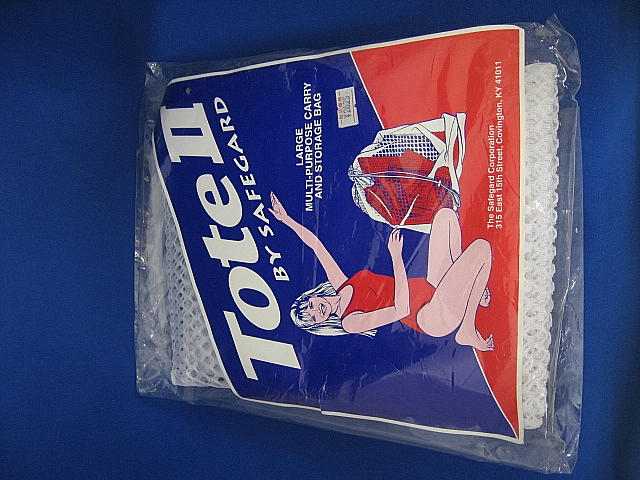 Tote II
BY SAFEGARD
LARGE
MULTI-PURPOSE CARRY
AND STORAGE BAG
The Safegard Corporation
315 East 15th Street, Covington, KY 41011